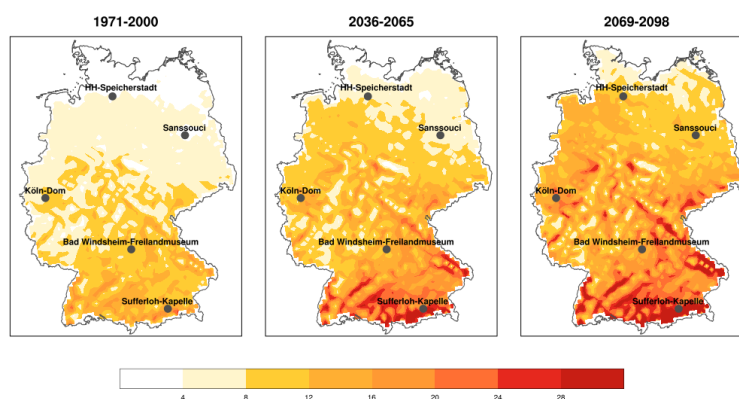 1971-2000
HH-Speicherstadt
Sanssouci
Köln-Dom
Bad Windsheim-Freilandmuseum
Sufferloh-Kapelle
2036-2065
HH-Speicherstadt
Sanssouci
Köln-Dom
Bad Windsheim-Freilandmuseum
Sufferloh-Kapelle
2069-2098
HH-Speicherstadt
Sanssouci
Köln-Dom
Bad Windsheim-Freilandmuseum
Sufferloh-Kapelle
4 8 12 16 20 24 28